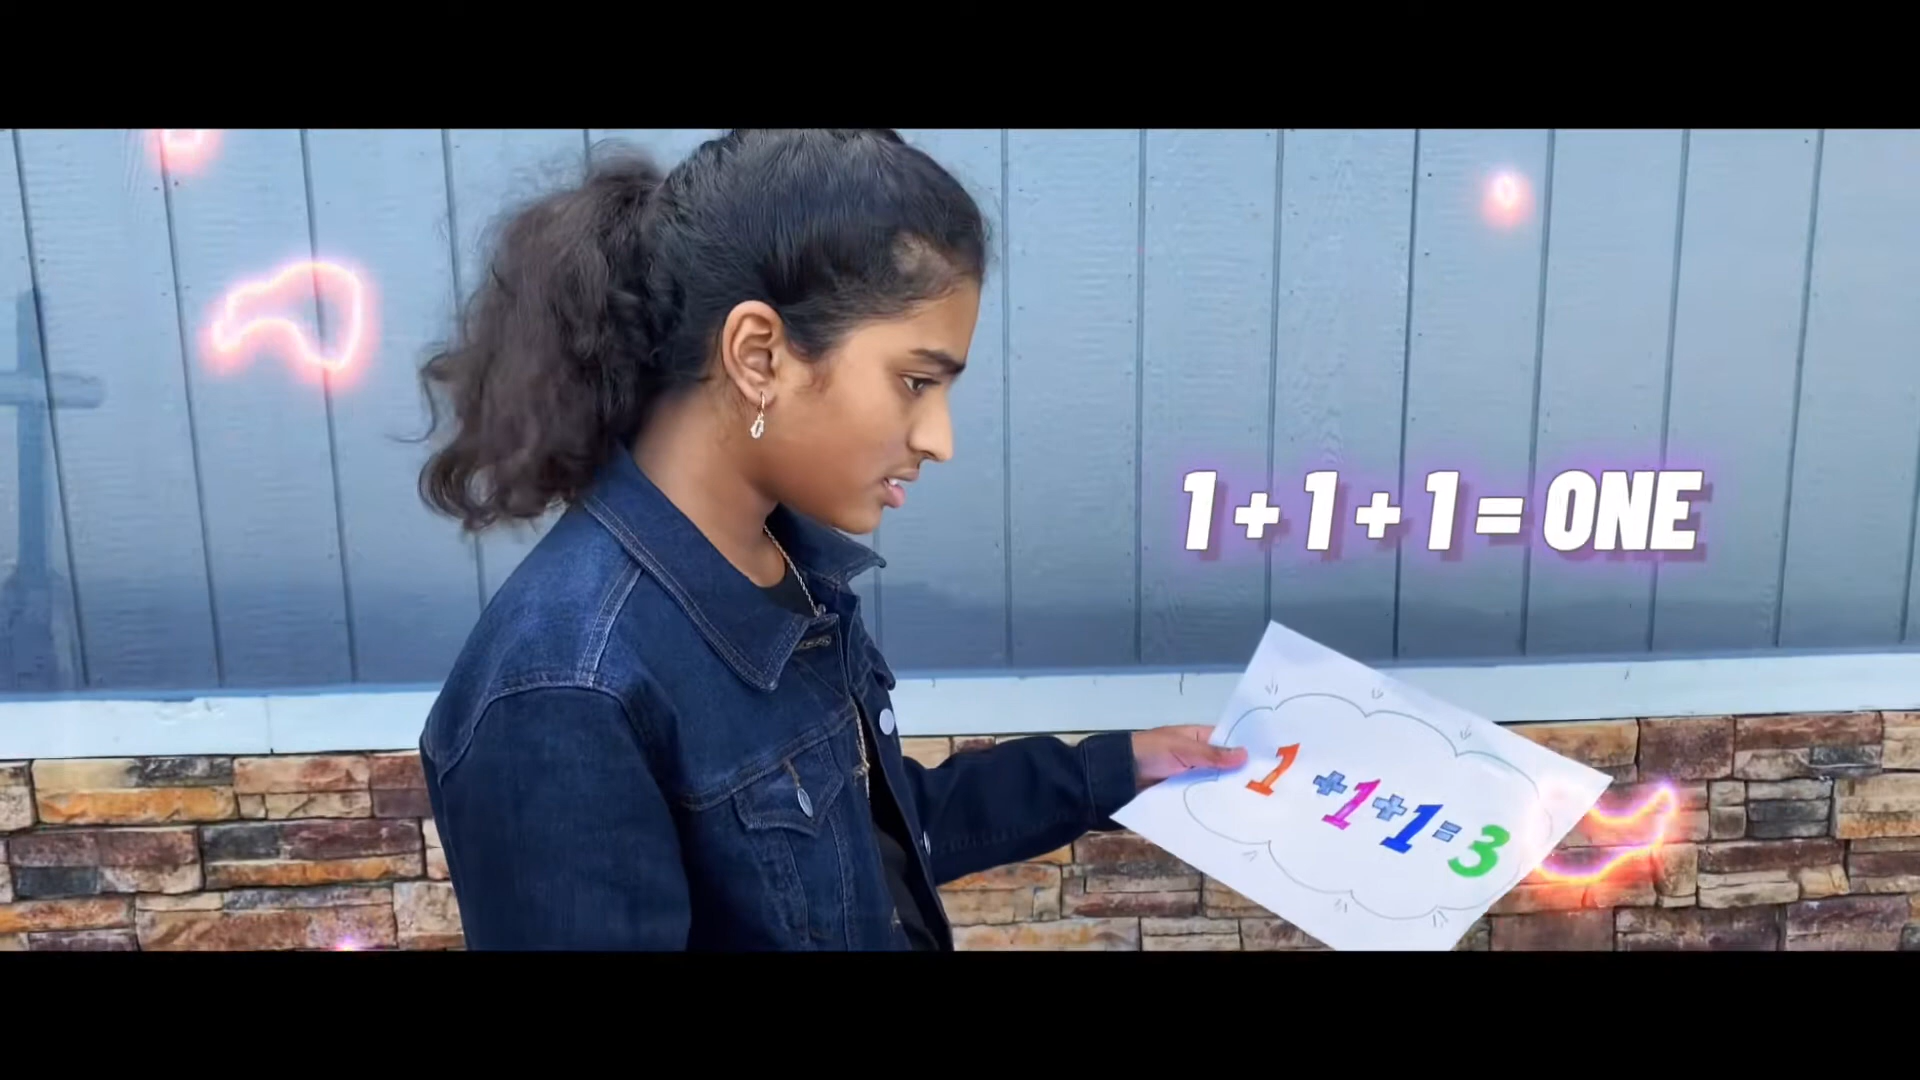 1 + 1 + 1 = ONE
1 + 1 + 1 = 3